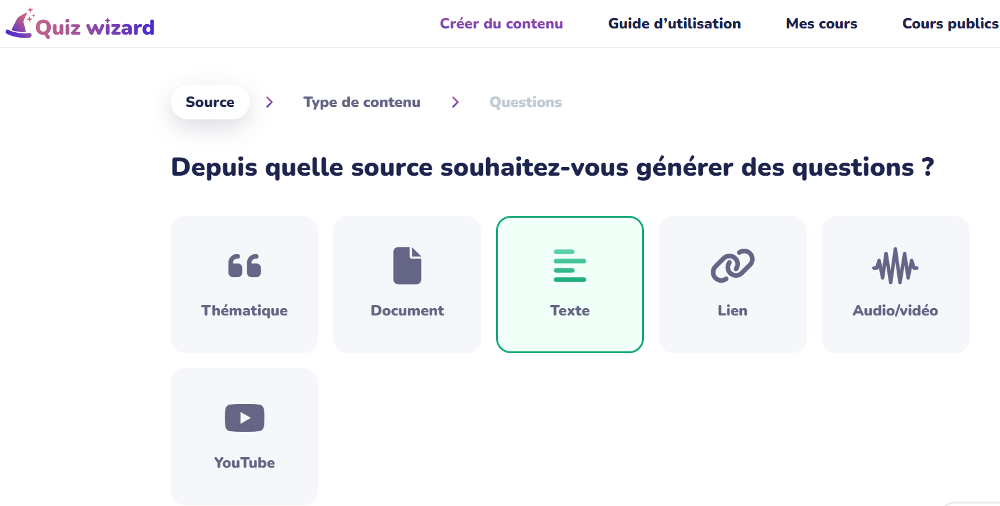 Quiz wizard
Créer du contenu
Guide d’utilisation
Mes cours
Cours publics
Source
Type de contenu
Questions
Depuis quelle source souhaitez-vous générer des questions ?
Thématique
Document
Texte
Lien
Audio/vidéo
YouTube